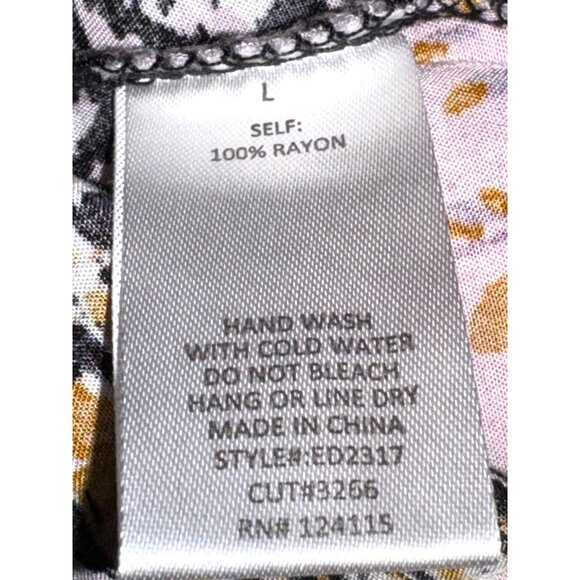 L
SELF:
100% RAYON
HAND WASH
WITH COLD WATER
DO NOT BLEACH
HANG OR LINE DRY
MADE IN CHINA
STYLE#:ED2317
CUT#3266
RN# 124115